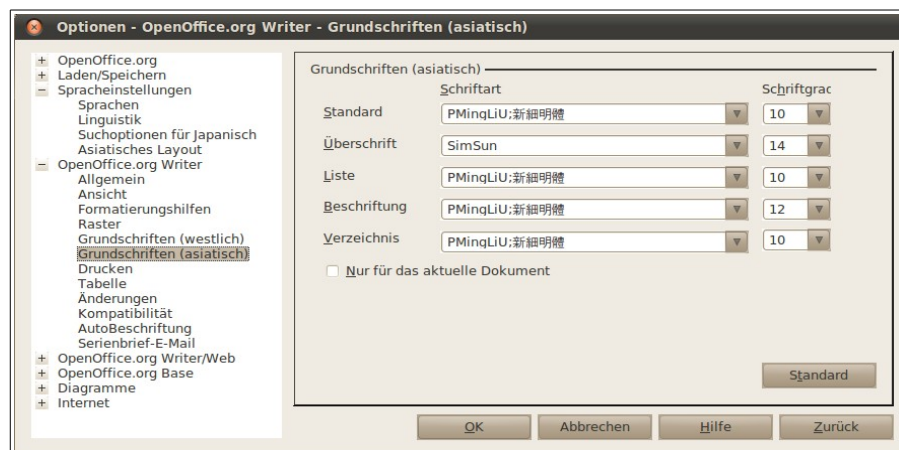 Optionen - OpenOffice.org Writer - Grundschriften (asiatisch)
+ OpenOffice.org
+ Laden/Speichern
− Spracheinstellungen
Sprachen
Linguistik
Suchoptionen für Japanisch
Asiatisches Layout
− OpenOffice.org Writer
Allgemein
Ansicht
Formatierungshilfen
Raster
Grundschriften (westlich)
Grundschriften (asiatisch)
Drucken
Tabelle
Änderungen
Kompatibilität
AutoBeschriftung
Serienbrief-E-Mail
+ OpenOffice.org Writer/Web
+ OpenOffice.org Base
+ Diagramme
+ Internet
Grundschriften (asiatisch)
Schriftart Schriftgrad
Standard PMingLiU;新細明體 10
Überschrift SimSun 14
Liste PMingLiU;新細明體 10
Beschriftung PMingLiU;新細明體 12
Verzeichnis PMingLiU;新細明體 10
Nur für das aktuelle Dokument
Standard
OK Abbrechen Hilfe Zurück